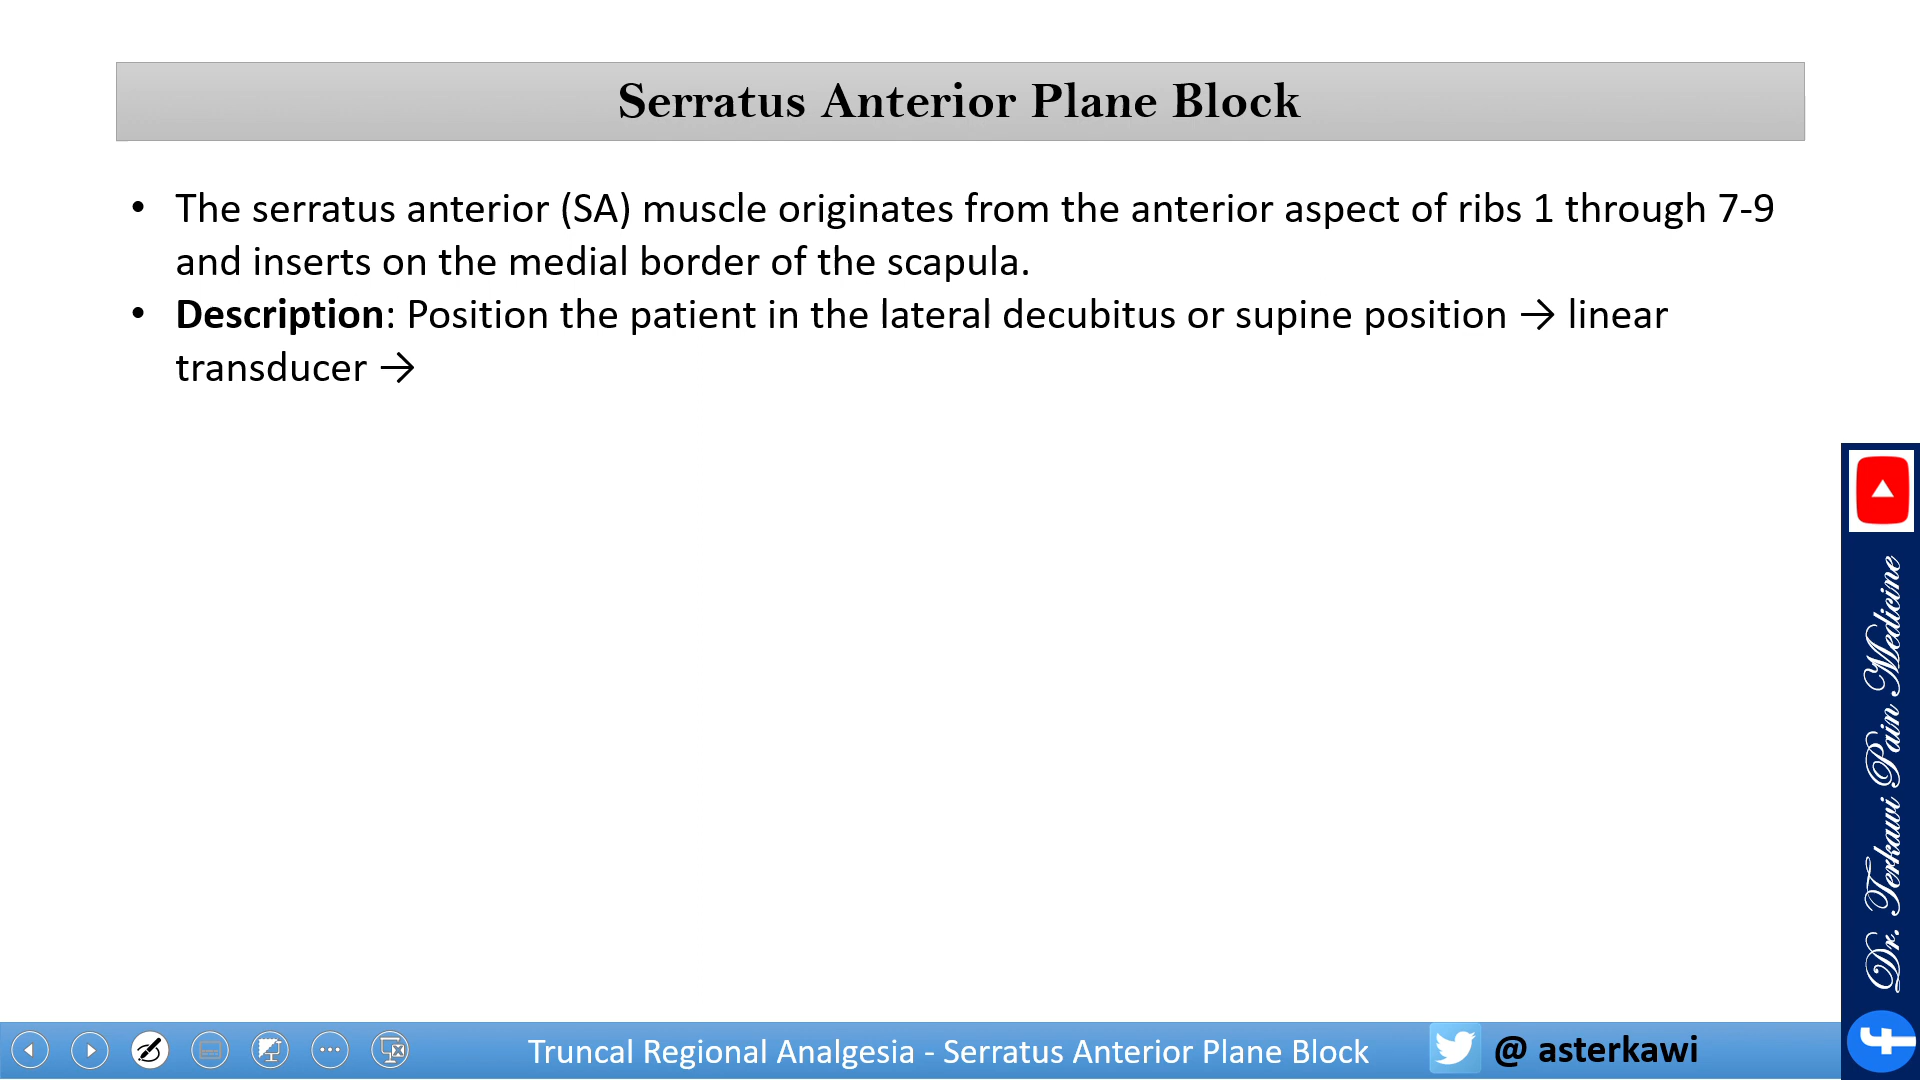 Serratus Anterior Plane Block
• The serratus anterior (SA) muscle originates from the anterior aspect of ribs 1 through 7-9
and inserts on the medial border of the scapula.
• Description: Position the patient in the lateral decubitus or supine position → linear
transducer →
Dr. Terkawi Pain Medicine
Truncal Regional Analgesia - Serratus Anterior Plane Block
@ asterkawi